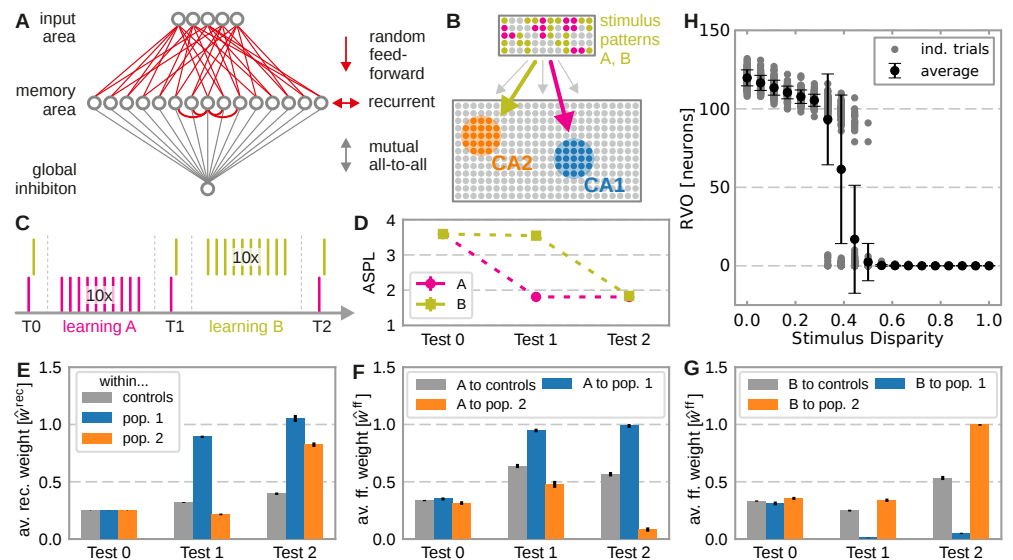 A
input
area
random
feed-
forward
memory
area
recurrent
mutual
all-to-all
global
inhibiton
B
stimulus
patterns
A, B
CA2
CA1
C
10x
10x
T0
learning A
T1
learning B
T2
D
4
3
2
1
ASPL
A
B
Test 0
Test 1
Test 2
E
1.5
1.0
0.5
0.0
av. rec. weight [ŵ^rec]
within...
controls
pop. 1
pop. 2
Test 0
Test 1
Test 2
F
1.5
1.0
0.5
0.0
av. ff. weight [ŵ^ff]
A to controls
A to pop. 1
A to pop. 2
Test 0
Test 1
Test 2
G
1.5
1.0
0.5
0.0
av. ff. weight [ŵ^ff]
B to controls
B to pop. 1
B to pop. 2
Test 0
Test 1
Test 2
H
150
100
50
0
RVO [neurons]
ind. trials
average
0.0 0.2 0.4 0.6 0.8 1.0
Stimulus Disparity